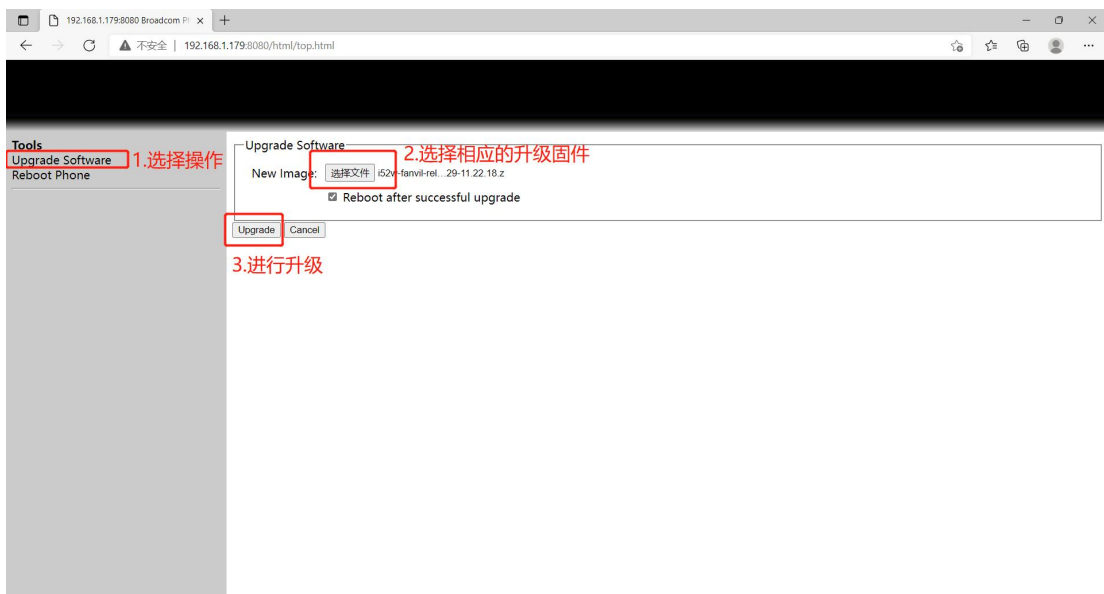 192.168.1.179:8080 Broadcom P
不安全 | 192.168.1.179:8080/html/top.html
Tools
Upgrade Software
1.选择操作
Reboot Phone
Upgrade Software
2.选择相应的升级固件
New Image: 选择文件 i52w-fanvil-rel...29-11.22.18.z
Reboot after successful upgrade
Upgrade Cancel
3.进行升级